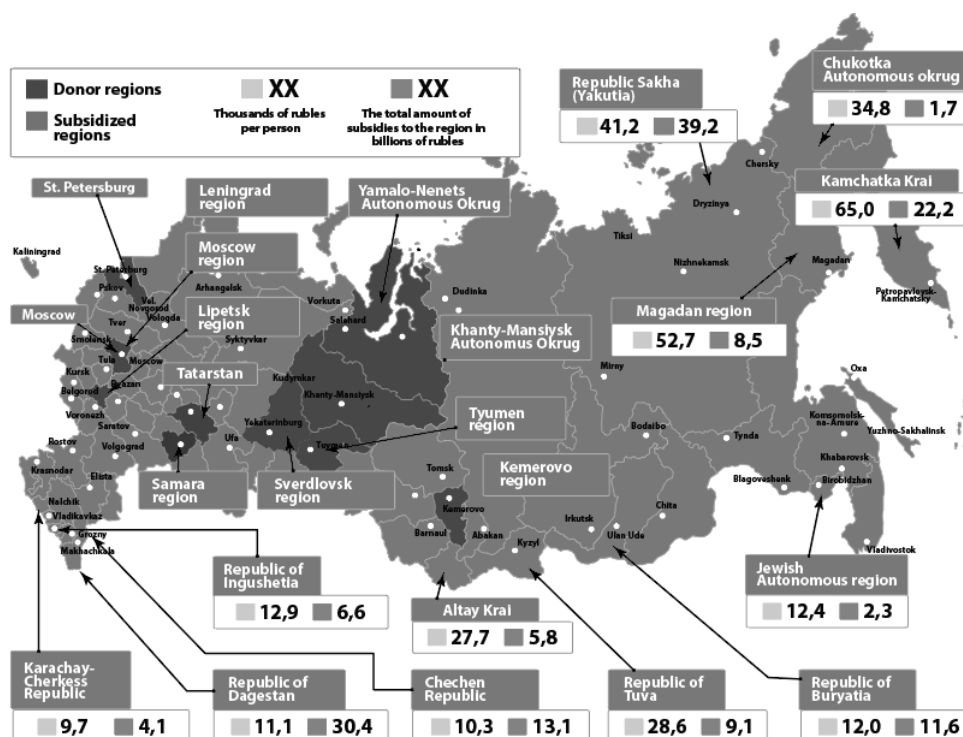 Donor regions
Subsidized
regions
XX
Thousands of rubles
per person
XX
The total amount of
subsidies to the region in
billions of rubles
Republic Sakha
(Yakutia)
41,2 39,2
Chukotka
Autonomous okrug
34,8 1,7
Chersky
Kamchatka Krai
65,0 22,2
St. Petersburg
Leningrad
region
Yamalo-Nenets
Autonomous Okrug
Dryzinya
Tiksi
Kaliningrad
Moscow
region
St. Petersburg
Pskov
Vel.
Novgorod
Vologda
Arhangelsk
Vorkuta
Salehard
Dudinka
Nizhnekamsk
Magadan
Petropavloysk-
Kamchatsky
Moscow
Lipetsk
region
Tver
Smolensk
Syktyvkar
Khanty-Mansiysk
Autonomus Okrug
Magadan region
52,7 8,5
Tula
Moscow
Kursk
Ryazan
Belgorod
Voronezh
Tatarstan
Kudymkar
Khanty-Mansiysk
Mirny
Oxa
Saratov
Rostov
Volgograd
Ufa
Yekaterinburg
Tuymen
Tyumen
region
Bodaibo
Tynda
Komsomolsk-
na-Amure
Yuzhno-Sakhalinsk
Krasnodar
Elista
Samara
region
Sverdlovsk
region
Tomsk
Kemerovo
region
Kemerovo
Blagoveshenk
Khabarovsk
Birobidzhan
Nalchik
Vladikavkaz
Grozny
Makhachkala
Barnaul
Abakan
Kyzyl
Irkutsk
Ulan Ude
Chita
Vladivostok
Republic of
Ingushetia
12,9 6,6
Altay Krai
27,7 5,8
Jewish
Autonomous region
12,4 2,3
Karachay-
Cherkess
Republic
9,7 4,1
Republic of
Dagestan
11,1 30,4
Chechen
Republic
10,3 13,1
Republic of
Tuva
28,6 9,1
Republic of
Buryatia
12,0 11,6